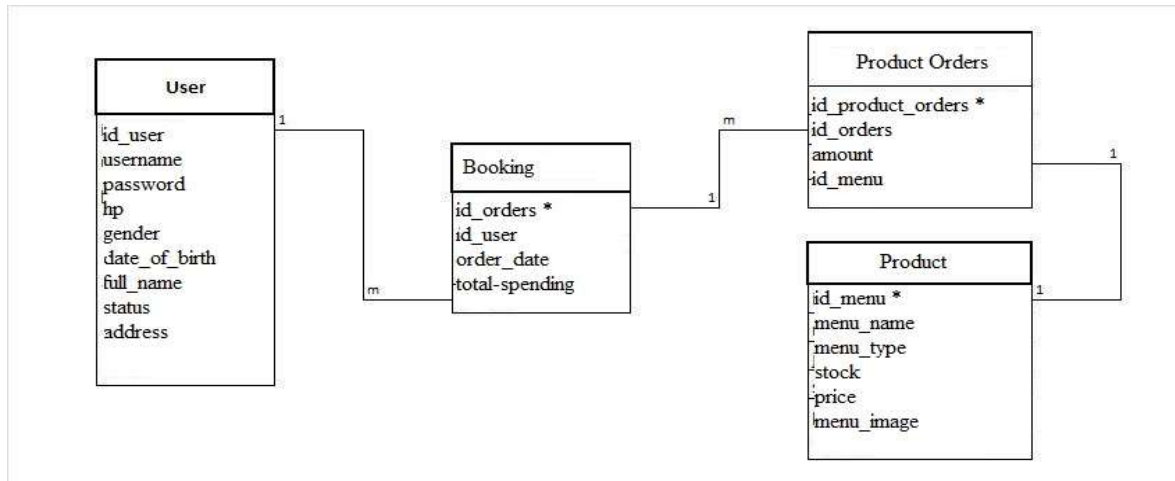 User
id_user
username
password
hp
gender
date_of_birth
full_name
status
address
1
m
Booking
id_orders *
id_user
order_date
total-spending
1
m
Product Orders
id_product_orders *
id_orders
amount
id_menu
1
1
Product
id_menu *
menu_name
menu_type
stock
price
menu_image